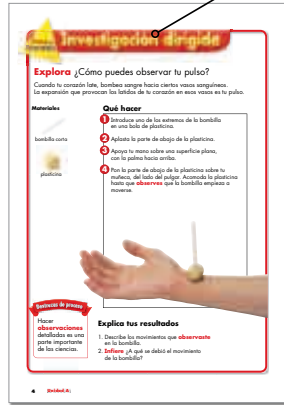 Investigación dirigida
Explora ¿Cómo puedes observar tu pulso?
Cuando tu corazón late, bombea sangre hacia ciertos vasos sanguíneos.
La expansión que provocan los latidos de tu corazón en esos vasos es tu pulso.
Materiales
bombilla corta
plasticina
Qué hacer
1 Introduce uno de los extremos de la bombilla
en una bola de plasticina.
2 Aplasta la parte de abajo de la plasticina.
3 Apoya tu mano sobre una superficie plana,
con la palma hacia arriba.
4 Pon la parte de abajo de la plasticina sobre tu
muñeca, del lado del pulgar. Acomoda la plasticina
hasta que observes que la bombilla empieza a
moverse.
Destrezas de proceso
Hacer
observaciones
detalladas es una
parte importante
de las ciencias.
Explica tus resultados
1. Describe los movimientos que observaste
en la bombilla.
2. Infiere ¿A qué se debió el movimiento
de la bombilla?
4 (Unidad A)